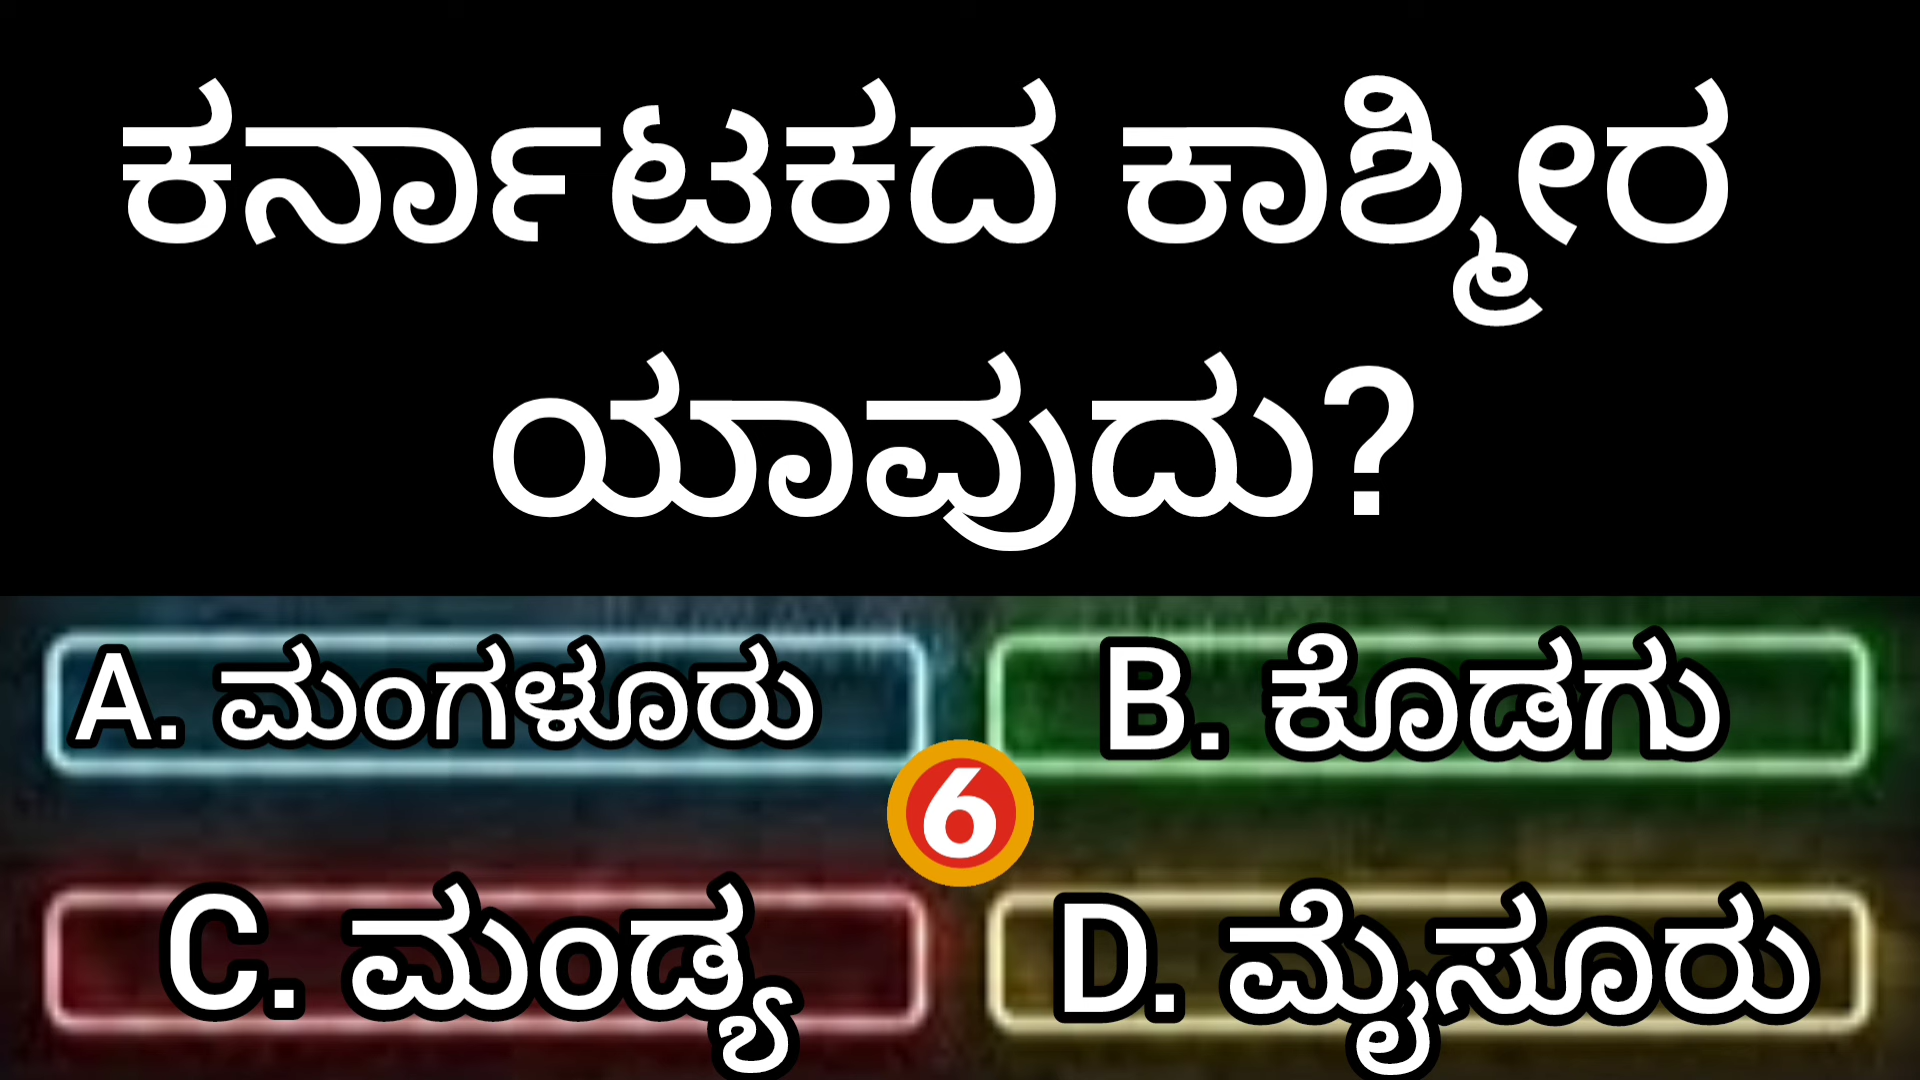 ಕರ್ನಾಟಕದ ಕಾಶ್ಮೀರ
ಯಾವುದು?
A. ಮಂಗಳೂರು
B. ಕೊಡಗು
6
C. ಮಂಡ್ಯ
D. ಮೈಸೂರು